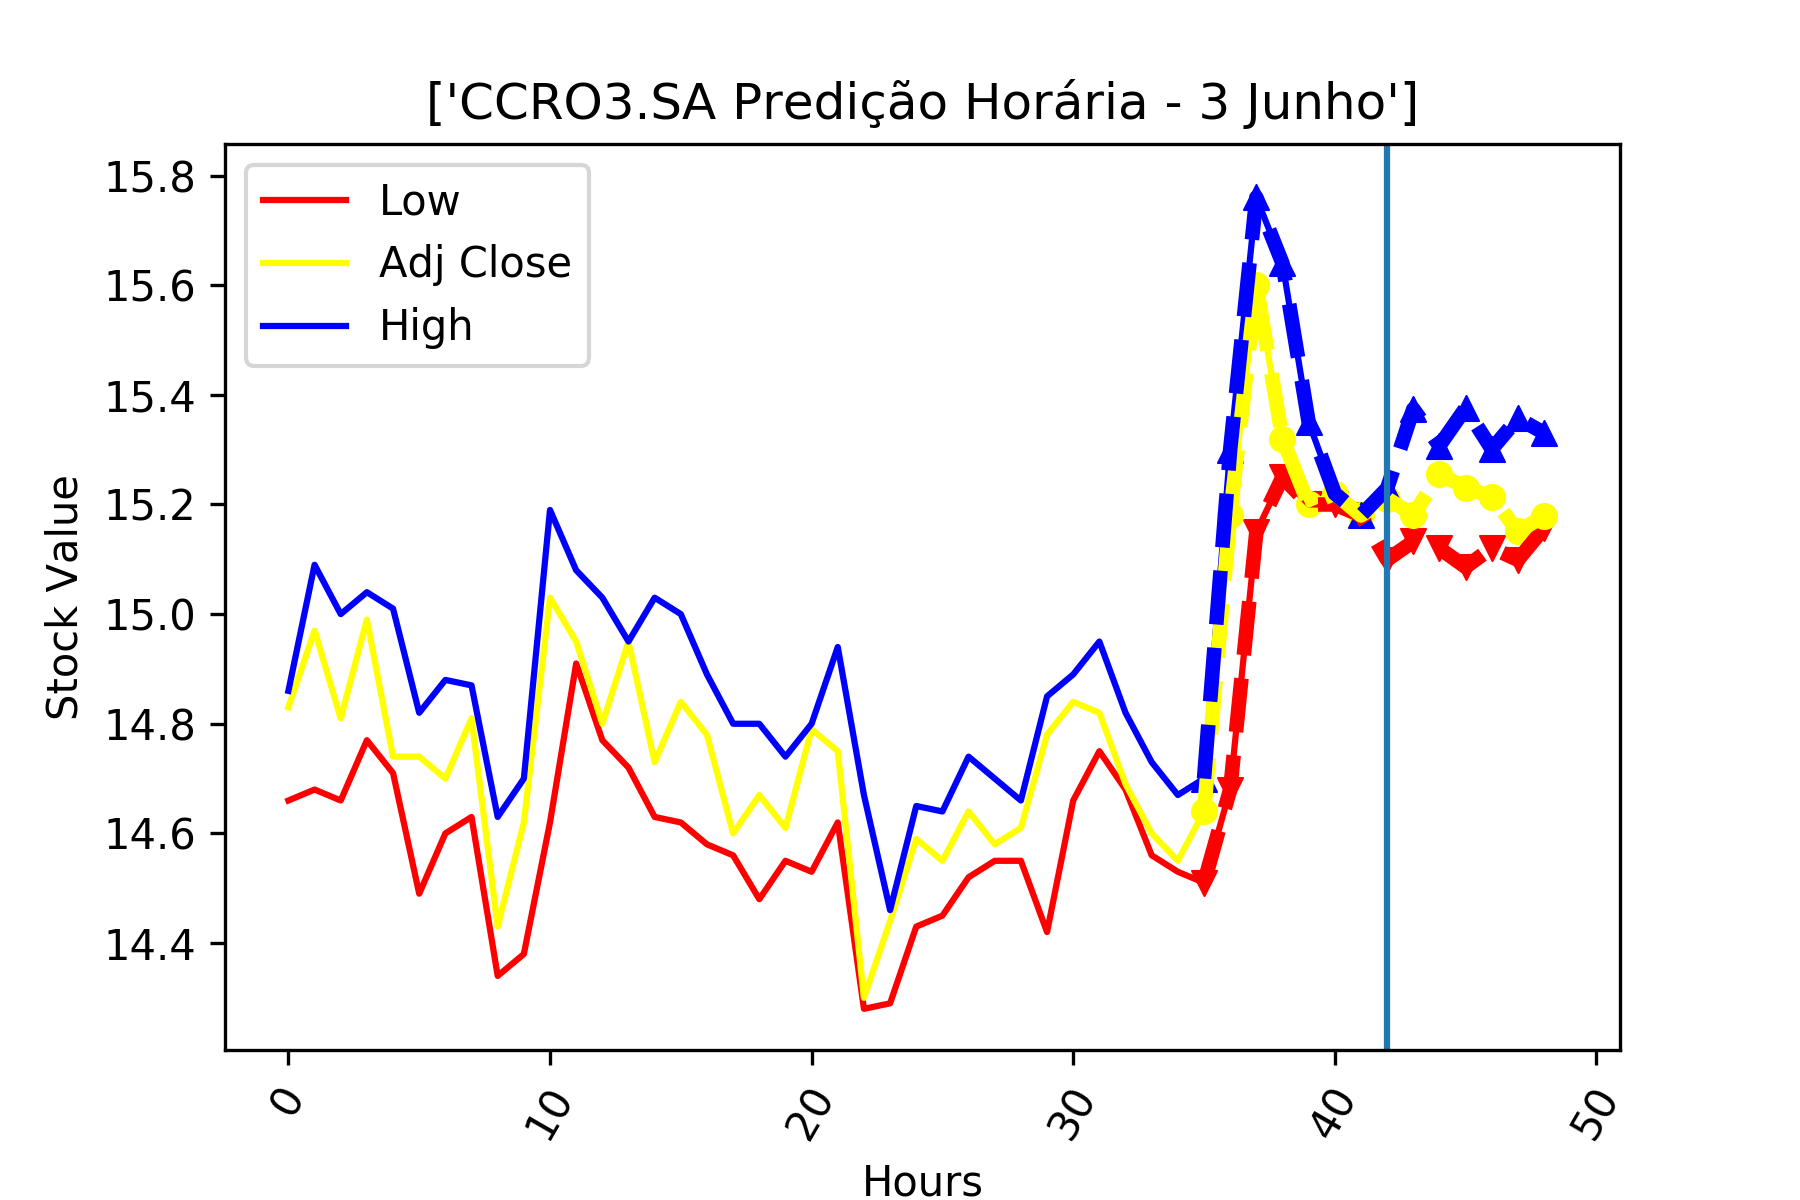 ['CCRO3.SA Predição Horária - 3 Junho']
Low
Adj Close
High
Stock Value
15.8
15.6
15.4
15.2
15.0
14.8
14.6
14.4
0
10
20
30
40
50
Hours